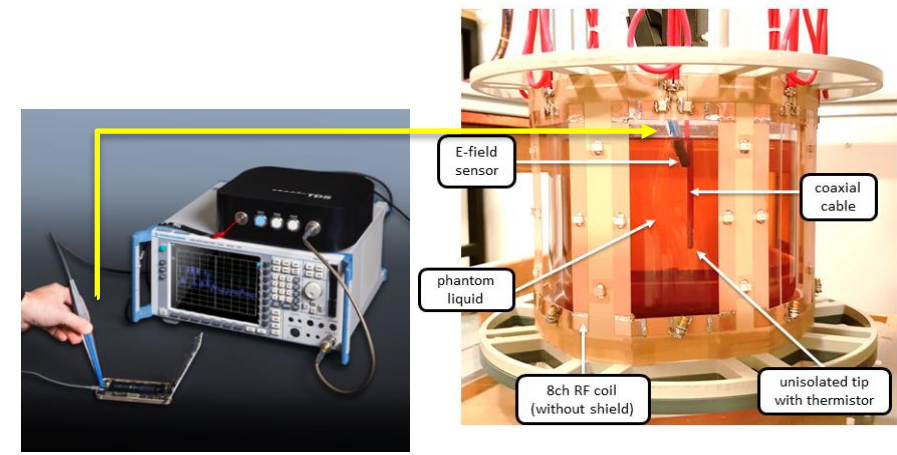 TDS
E-field
sensor
coaxial
cable
phantom
liquid
8ch RF coil
(without shield)
unisolated tip
with thermistor